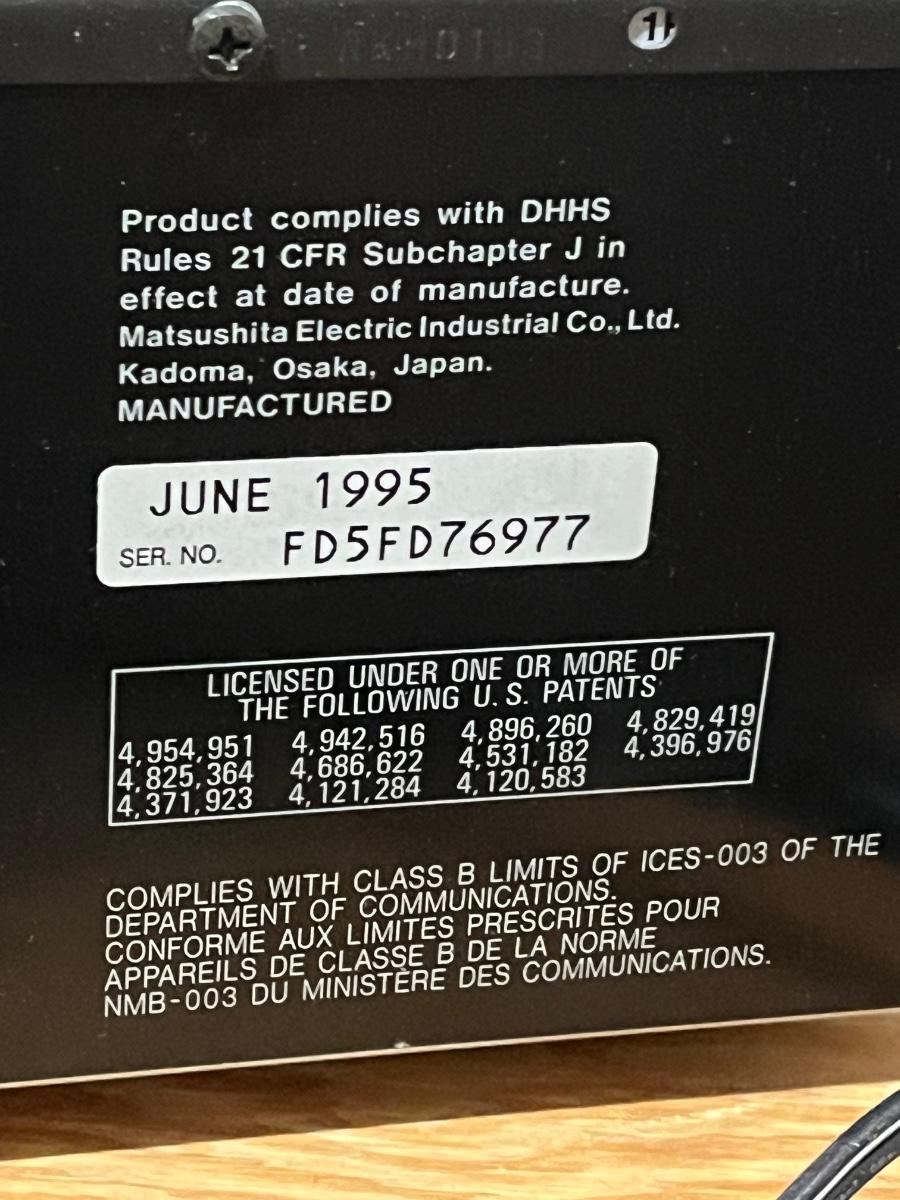 Product complies with DHHS
Rules 21 CFR Subchapter J in
effect at date of manufacture.
Matsushita Electric Industrial Co., Ltd.
Kadoma, Osaka, Japan.
MANUFACTURED
JUNE 1995
SER. NO. FD5FD76977
LICENSED UNDER ONE OR MORE OF
THE FOLLOWING U.S. PATENTS
4,954,951 4,942,516 4,896,260 4,829,419
4,825,364 4,686,622 4,531,182 4,396,976
4,371,923 4,121,284 4,120,583
COMPLIES WITH CLASS B LIMITS OF ICES-003 OF THE
DEPARTMENT OF COMMUNICATIONS.
CONFORME AUX LIMITES PRESCRITES POUR
APPAREILS DE CLASSE B DE LA NORME
NMB-003 DU MINISTÈRE DES COMMUNICATIONS.